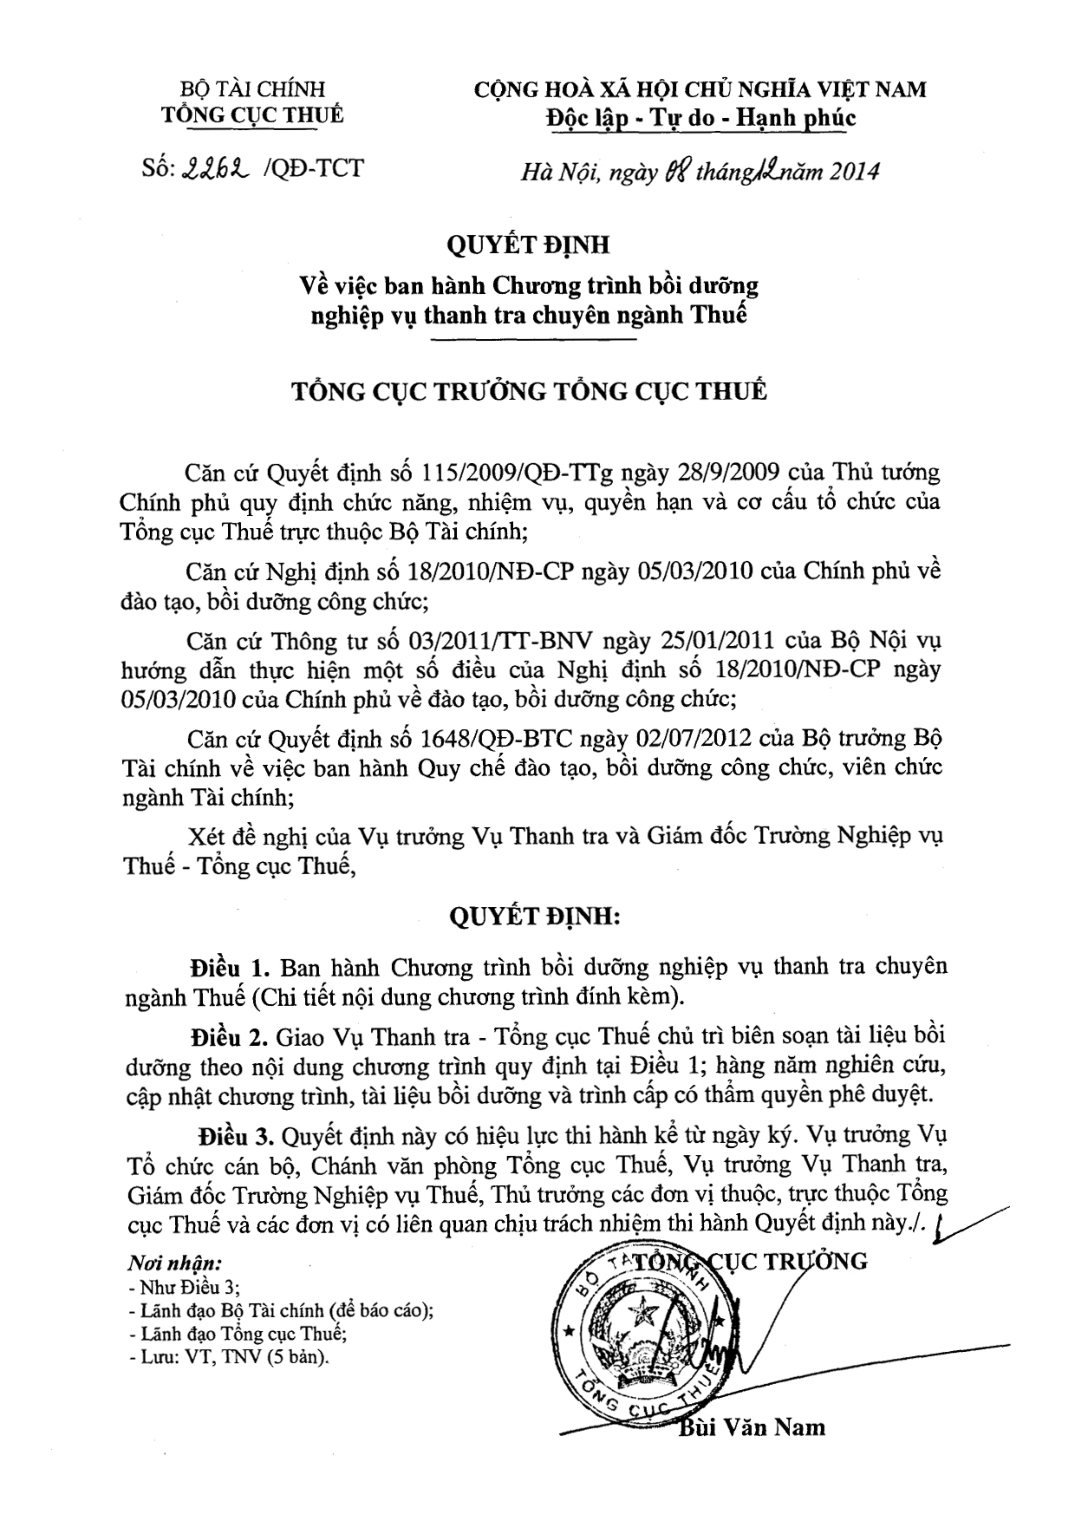 BỘ TÀI CHÍNH
TỔNG CỤC THUẾ
CỘNG HOÀ XÃ HỘI CHỦ NGHĨA VIỆT NAM
Độc lập - Tự do - Hạnh phúc
Số: 2262 /QĐ-TCT
Hà Nội, ngày 08 tháng 12 năm 2014
QUYẾT ĐỊNH
Về việc ban hành Chương trình bồi dưỡng
nghiệp vụ thanh tra chuyên ngành Thuế
TỔNG CỤC TRƯỞNG TỔNG CỤC THUẾ
Căn cứ Quyết định số 115/2009/QĐ-TTg ngày 28/9/2009 của Thủ tướng
Chính phủ quy định chức năng, nhiệm vụ, quyền hạn và cơ cấu tổ chức của
Tổng cục Thuế trực thuộc Bộ Tài chính;
Căn cứ Nghị định số 18/2010/NĐ-CP ngày 05/03/2010 của Chính phủ về
đào tạo, bồi dưỡng công chức;
Căn cứ Thông tư số 03/2011/TT-BNV ngày 25/01/2011 của Bộ Nội vụ
hướng dẫn thực hiện một số điều của Nghị định số 18/2010/NĐ-CP ngày
05/03/2010 của Chính phủ về đào tạo, bồi dưỡng công chức;
Căn cứ Quyết định số 1648/QĐ-BTC ngày 02/07/2012 của Bộ trưởng Bộ
Tài chính về việc ban hành Quy chế đào tạo, bồi dưỡng công chức, viên chức
ngành Tài chính;
Xét đề nghị của Vụ trưởng Vụ Thanh tra và Giám đốc Trường Nghiệp vụ
Thuế - Tổng cục Thuế,
QUYẾT ĐỊNH:
Điều 1. Ban hành Chương trình bồi dưỡng nghiệp vụ thanh tra chuyên
ngành Thuế (Chi tiết nội dung chương trình đính kèm).
Điều 2. Giao Vụ Thanh tra - Tổng cục Thuế chủ trì biên soạn tài liệu bồi
dưỡng theo nội dung chương trình quy định tại Điều 1; hàng năm nghiên cứu,
cập nhật chương trình, tài liệu bồi dưỡng và trình cấp có thẩm quyền phê duyệt.
Điều 3. Quyết định này có hiệu lực thi hành kể từ ngày ký. Vụ trưởng Vụ
Tổ chức cán bộ, Chánh văn phòng Tổng cục Thuế, Vụ trưởng Vụ Thanh tra,
Giám đốc Trường Nghiệp vụ Thuế, Thủ trưởng các đơn vị thuộc, trực thuộc Tổng
cục Thuế và các đơn vị có liên quan chịu trách nhiệm thi hành Quyết định này./.
Nơi nhận:
- Như Điều 3;
- Lãnh đạo Bộ Tài chính (để báo cáo);
- Lãnh đạo Tổng cục Thuế;
- Lưu: VT, TNV (5 bản).
TỔNG CỤC TRƯỞNG
BỘ TÀI CHÍNH
TỔNG CỤC THUẾ
Bùi Văn Nam